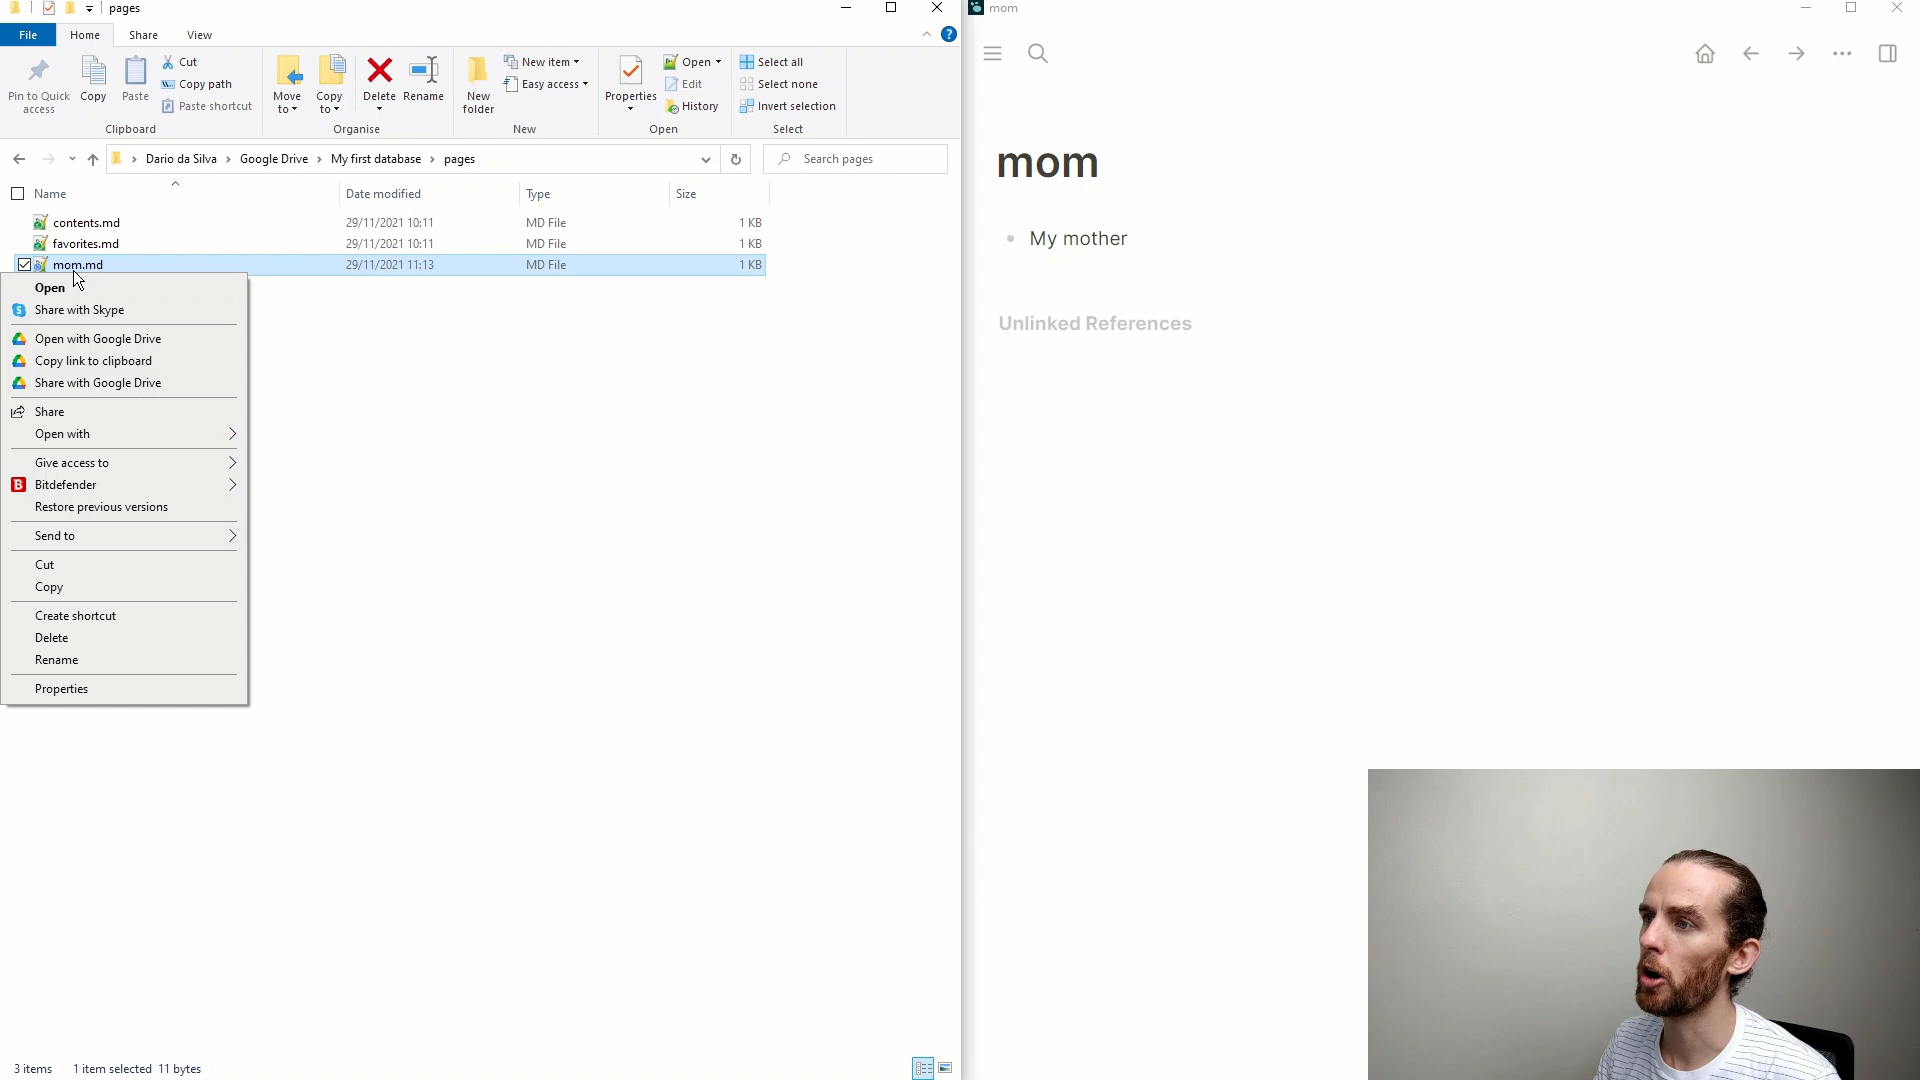 pages
File Home Share View
Pin to Quick access
Copy
Paste
Cut
Copy path
Paste shortcut
Clipboard
Move to
Copy to
Delete
Rename
Organise
New folder
New item
Easy access
New
Properties
Open
Edit
History
Open
Select all
Select none
Invert selection
Select
Dario da Silva › Google Drive › My first database › pages
Search pages
Name Date modified Type Size
contents.md 29/11/2021 10:11 MD File 1 KB
favorites.md 29/11/2021 10:11 MD File 1 KB
mom.md 29/11/2021 11:13 MD File 1 KB
Open
Share with Skype
Open with Google Drive
Copy link to clipboard
Share with Google Drive
Share
Open with
Give access to
B Bitdefender
Restore previous versions
Send to
Cut
Copy
Create shortcut
Delete
Rename
Properties
3 items 1 item selected 11 bytes
mom
mom
My mother
Unlinked References